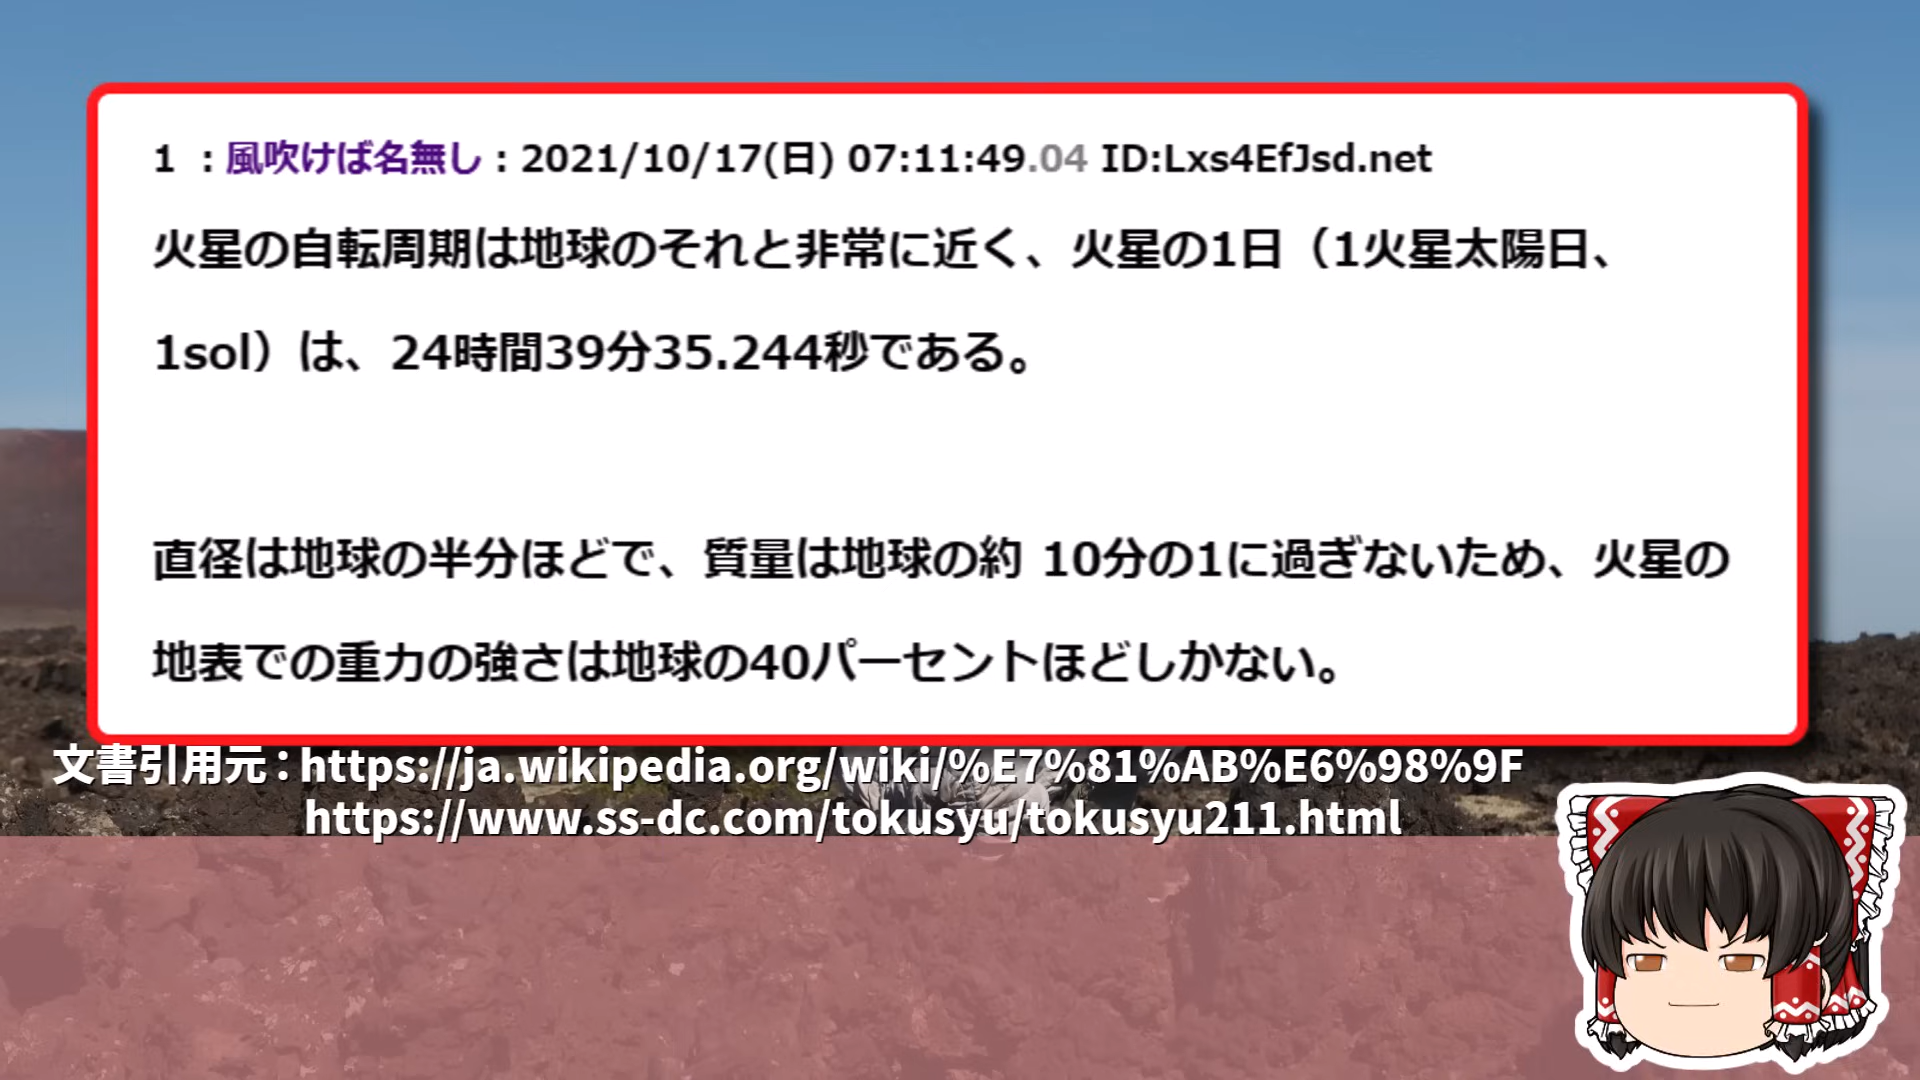 1 ：風吹けば名無し：2021/10/17(日) 07:11:49.04 ID:Lxs4EfJsd.net
火星の自転周期は地球のそれと非常に近く、火星の1日（1火星太陽日、
1sol）は、24時間39分35.244秒である。
直径は地球の半分ほどで、質量は地球の約 10分の1に過ぎないため、火星の
地表での重力の強さは地球の40パーセントほどしかない。
文書引用元：https://ja.wikipedia.org/wiki/%E7%81%AB%E6%98%9F
https://www.ss-dc.com/tokusyu/tokusyu211.html